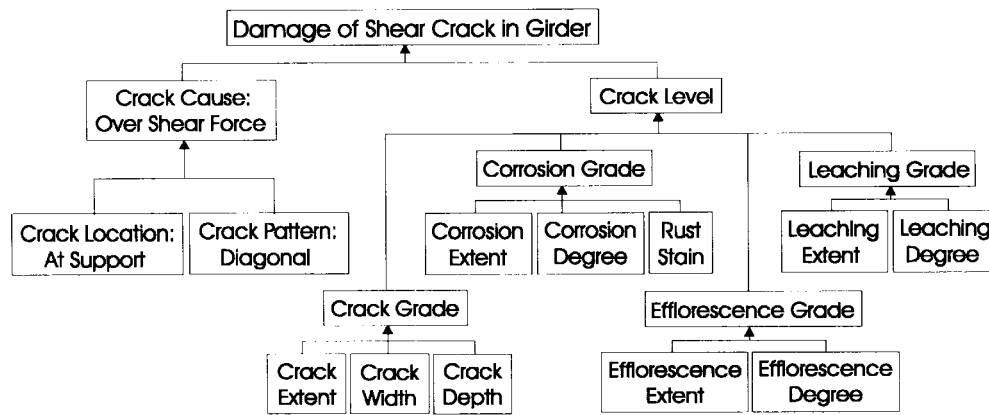 Damage of Shear Crack in Girder
Crack Cause:
Over Shear Force
Crack Level
Corrosion Grade
Leaching Grade
Crack Location:
At Support
Crack Pattern:
Diagonal
Corrosion
Extent
Corrosion
Degree
Rust
Stain
Leaching
Extent
Leaching
Degree
Crack Grade
Efflorescence Grade
Crack
Extent
Crack
Width
Crack
Depth
Efflorescence
Extent
Efflorescence
Degree